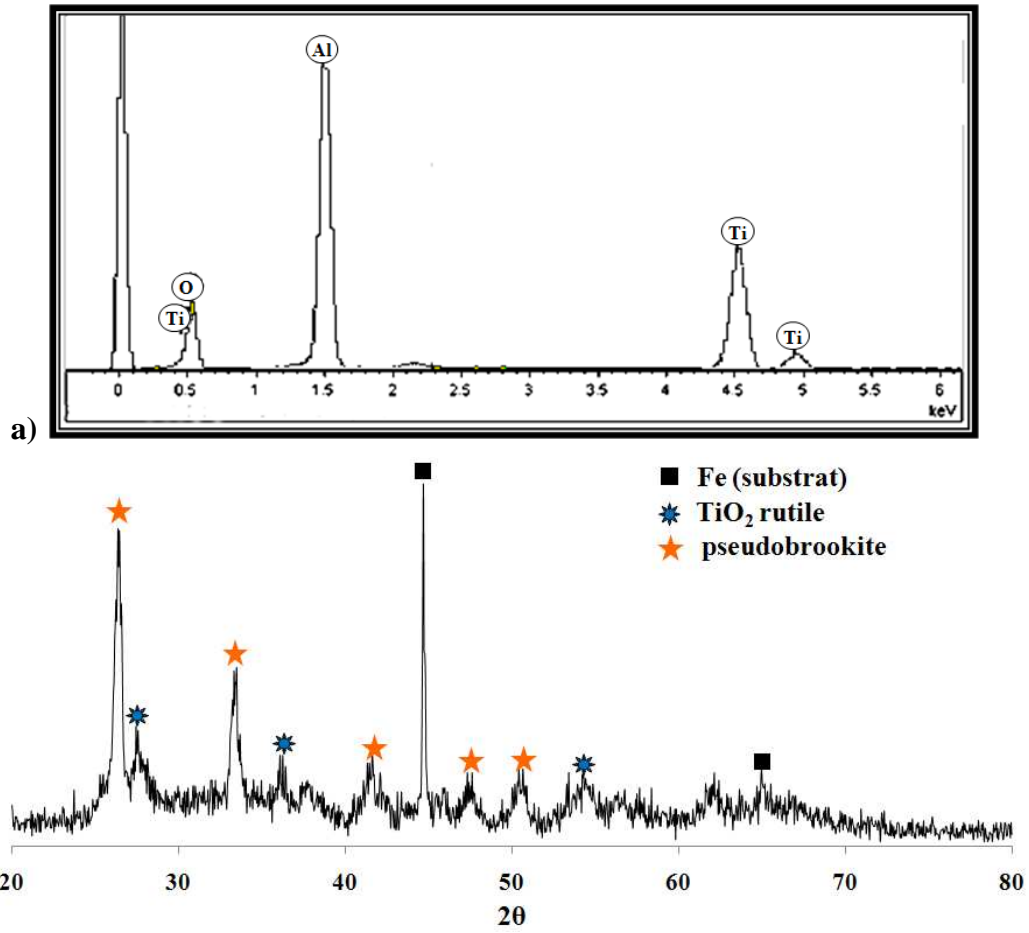 Al
O
Ti
Ti
Ti
0 0.5 1 1.5 2 2.5 3 3.5 4 4.5 5 5.5 6
keV
a)
Fe (substrat)
TiO₂ rutile
pseudobrookite
20 30 40 50 60 70 80
2θ